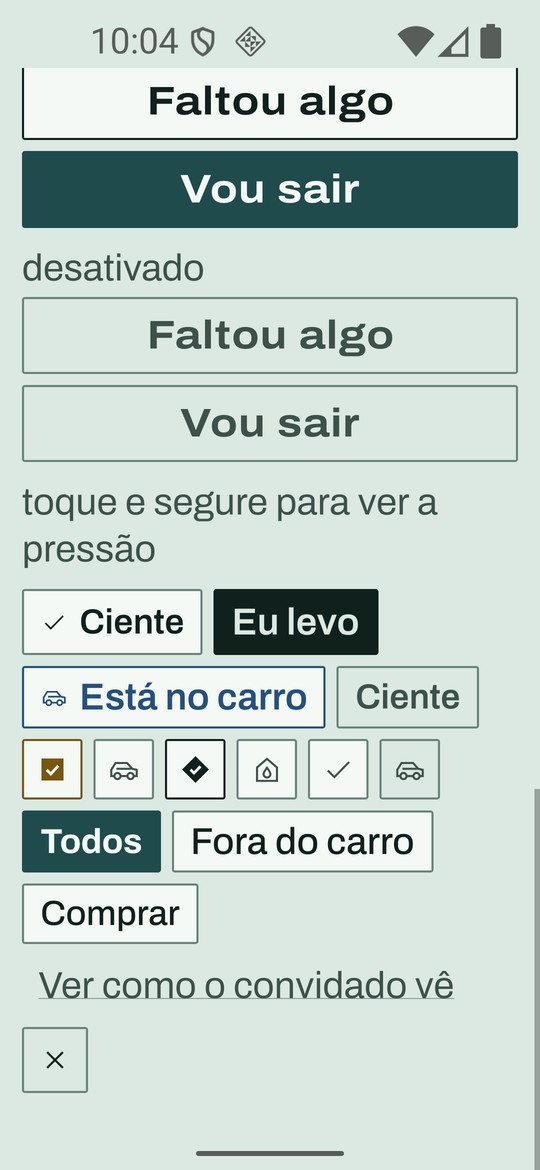 10:04
Faltou algo
Vou sair
desativado
Faltou algo
Vou sair
toque e segure para ver a
pressão
Ciente Eu levo
Está no carro Ciente
Todos Fora do carro
Comprar
Ver como o convidado vê